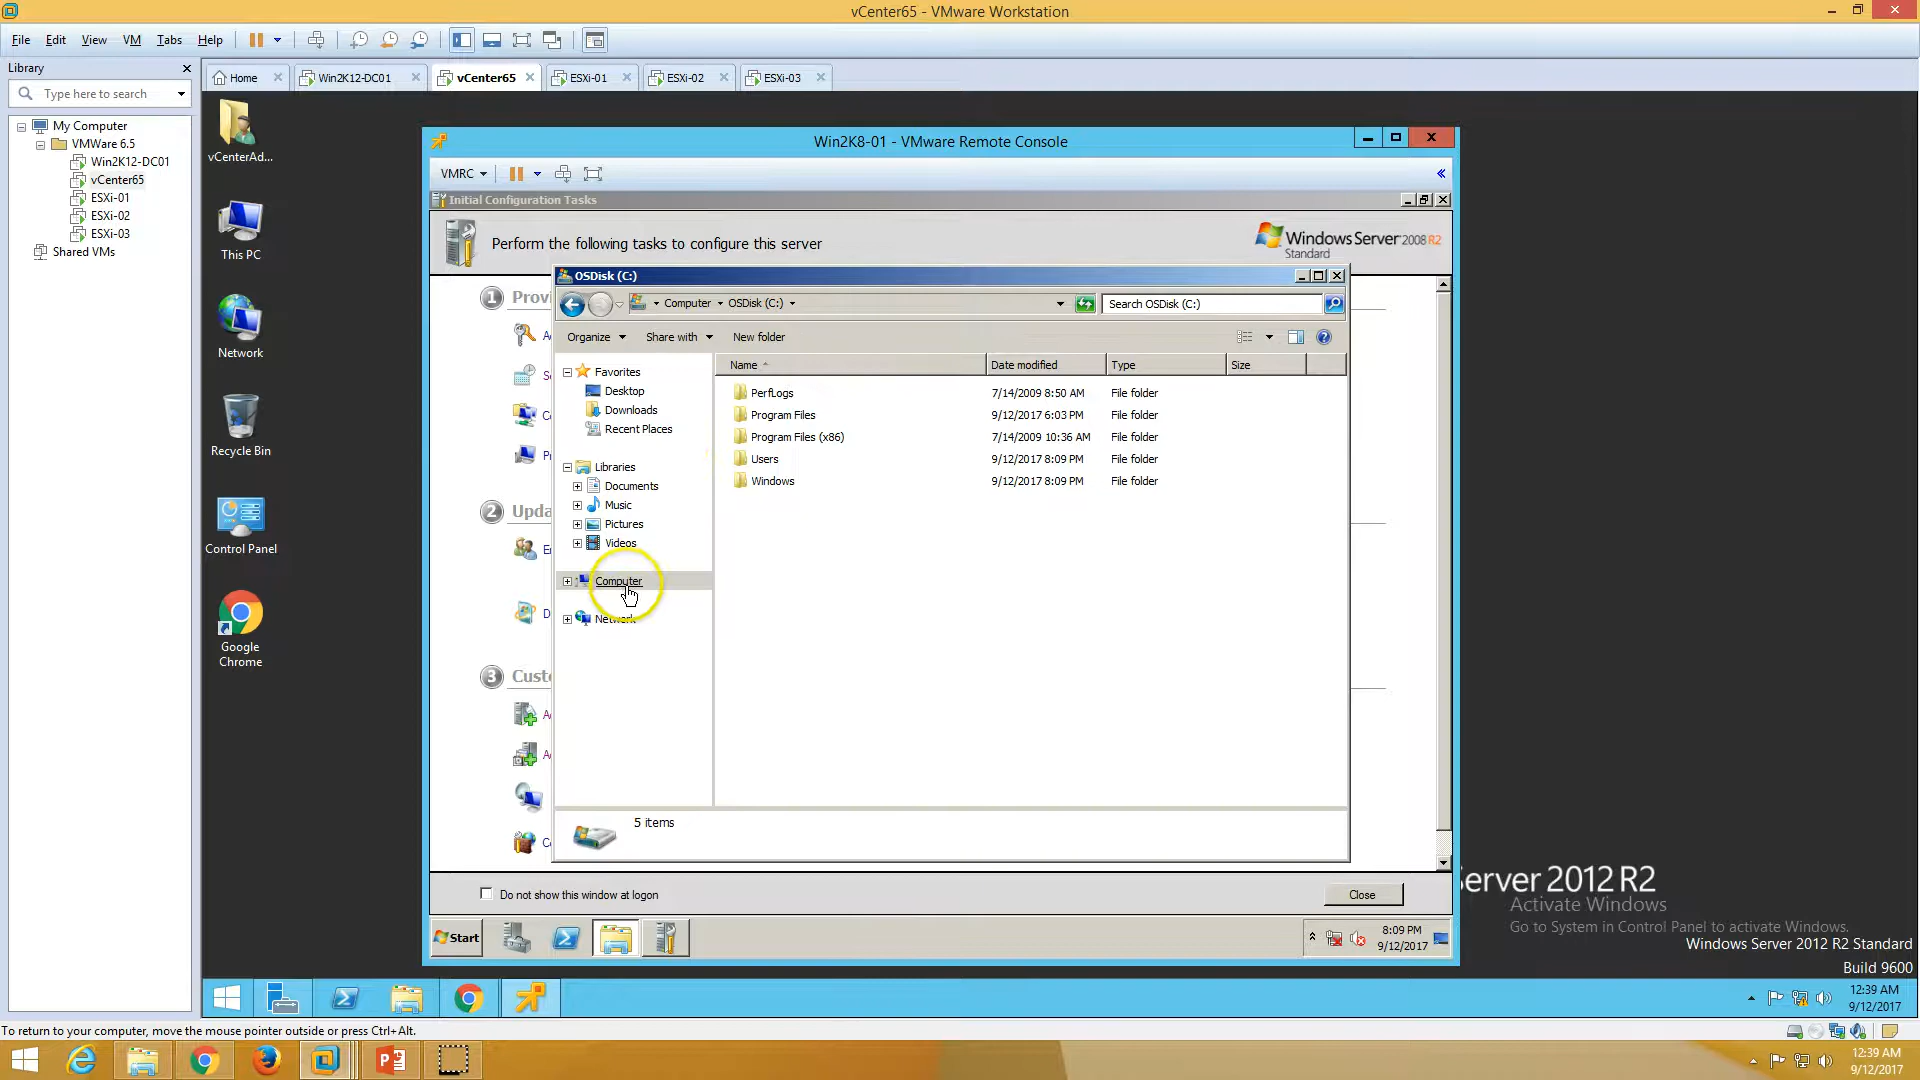 vCenter65 - VMware Workstation
File Edit View VM Tabs Help
Library
Type here to search
My Computer
VMWare 6.5
Win2K12-DC01
vCenter65
ESXi-01
ESXi-02
ESXi-03
Shared VMs
Home
Win2K12-DC01
vCenter65
ESXi-01
ESXi-02
ESXi-03
vCenterAd...
This PC
Network
Recycle Bin
Control Panel
Google
Chrome
Win2K8-01 - VMware Remote Console
VMRC
Initial Configuration Tasks
Perform the following tasks to configure this server
Windows Server 2008 R2
Standard
1 Provi
2 Upda
3 Custo
OSDisk (C:)
Computer OSDisk (C:)
Search OSDisk (C:)
Organize Share with New folder
Favorites
Desktop
Downloads
Recent Places
Libraries
Documents
Music
Pictures
Videos
Computer
Network
Name Date modified Type Size
PerfLogs 7/14/2009 8:50 AM File folder
Program Files 9/12/2017 6:03 PM File folder
Program Files (x86) 7/14/2009 10:36 AM File folder
Users 9/12/2017 8:09 PM File folder
Windows 9/12/2017 8:09 PM File folder
5 items
Do not show this window at logon
Close
Start
8:09 PM
9/12/2017
Server 2012 R2
Activate Windows
Go to System in Control Panel to activate Windows.
Windows Server 2012 R2 Standard
Build 9600
12:39 AM
9/12/2017
To return to your computer, move the mouse pointer outside or press Ctrl+Alt.
12:39 AM
9/12/2017